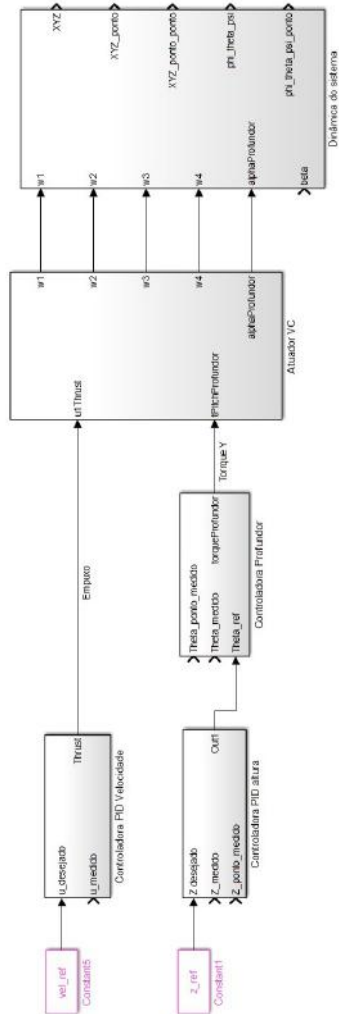 vel_ref
Constant5
u_desejado
u_medido
Thrust
Controladora PID Velocidade
Empuxo
z_ref
Constant1
Z desejado
Z_medido
Z_ponto_medido
Out1
Controladora PID altura
Theta_ponto_medido
Theta_medido
Theta_ref
torqueProfundor
Controladora Profundor
Torque Y
u1Thrust
tPitchProfundor
w1
w2
w3
w4
alphaProfundor
Atuador VC
w1
w2
w3
w4
alphaProfundor
beta
XYZ
XYZ_ponto
XYZ_ponto_ponto
phi_theta_psi
phi_theta_psi_ponto
Dinâmica do sistema